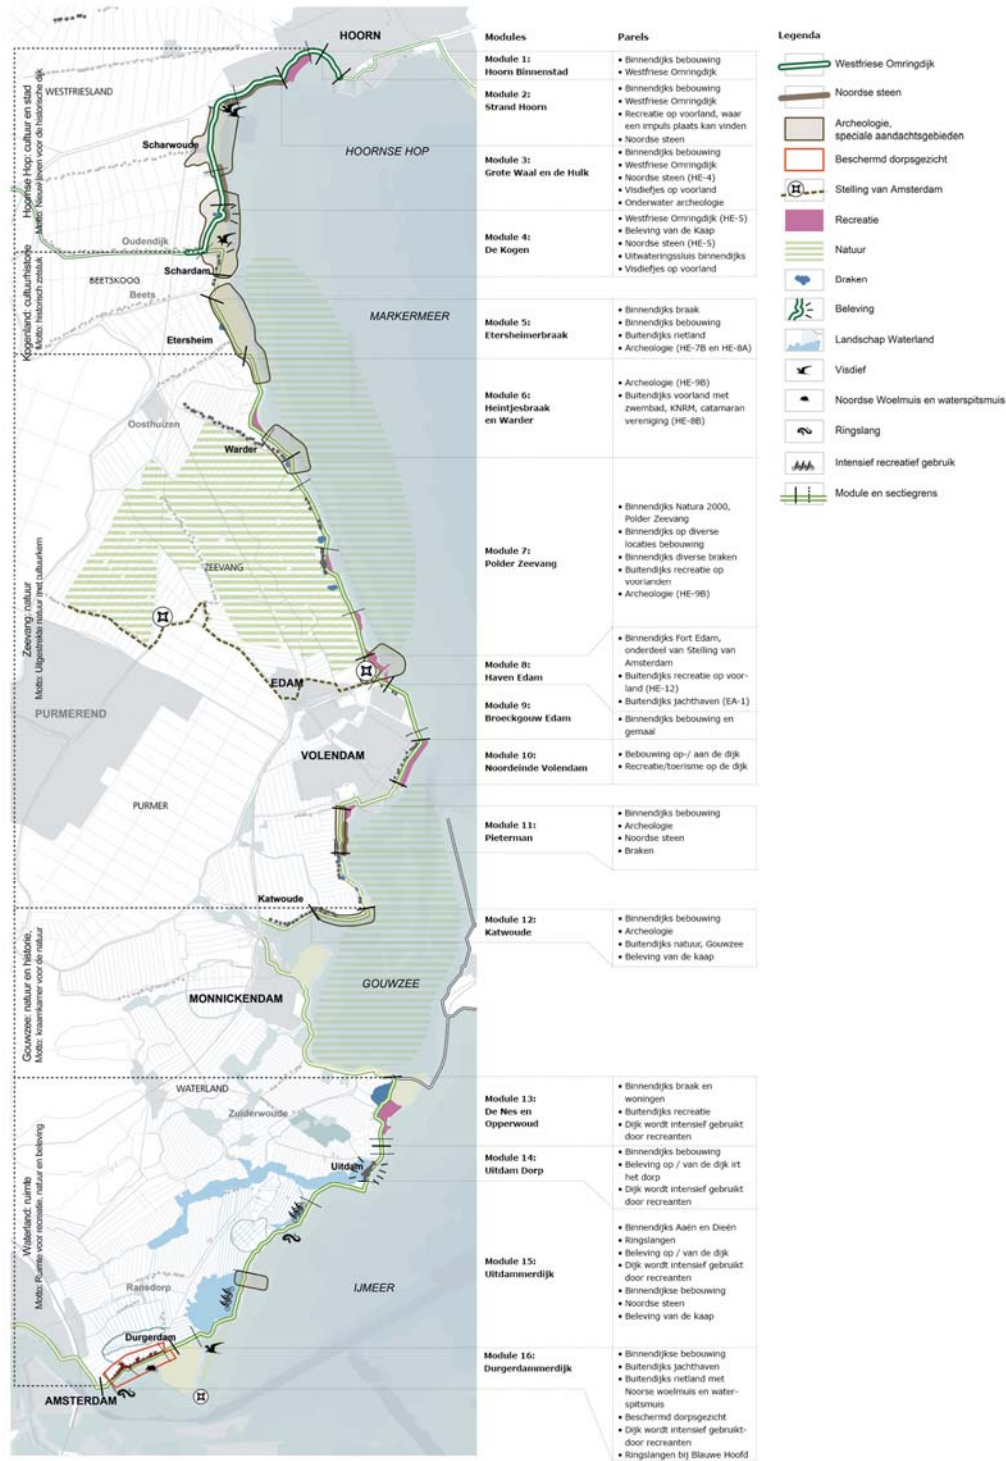 HOORN
WESTFRIESLAND
Scharwoude
HOORNSE HOP
Oudendijk
Schardam
BEETSKOOG
Beets
MARKERMEER
Etersheim
Oosthuizen
Warder
ZEEVANG
EDAM
PURMEREND
VOLENDAM
PURMER
Katwoude
GOUWZEE
MONNICKENDAM
WATERLAND
Zuiderwoude
Uitdam
Ransdorp
IJMEER
Durgerdam
AMSTERDAM
Hoornse Hop: cultuur en stad
Motto: Nieuw leven voor de historische dijk
Kogenland: cultuurhistorie
Motto: historisch zetstuk
Zeevang: natuur
Motto: Uitgestrekte natuur met cultuurkern
Gouwzee: natuur en historie,
Motto: kraamkamer voor de natuur
Waterland: ruimte
Motto: Ruimte voor recreatie, natuur en beleving
Modules
Parels
Module 1:
Hoorn Binnenstad
• Binnendijks bebouwing
• Westfriese Omringdijk
Module 2:
Strand Hoorn
• Binnendijks bebouwing
• Westfriese Omringdijk
• Recreatie op voorland, waar
een impuls plaats kan vinden
• Noordse steen
Module 3:
Grote Waal en de Hulk
• Binnendijks bebouwing
• Westfriese Omringdijk
• Noordse steen (HE-4)
• Visdiefjes op voorland
• Onderwater archeologie
Module 4:
De Kogen
• Westfriese Omringdijk (HE-5)
• Beleving van de Kaap
• Noordse steen (HE-5)
• Uitwateringssluis binnendijks
• Visdiefjes op voorland
Module 5:
Etersheimerbraak
• Binnendijks braak
• Binnendijks bebouwing
• Buitendijks rietland
• Archeologie (HE-7B en HE-8A)
Module 6:
Heintjesbraak
en Warder
• Archeologie (HE-9B)
• Buitendijks voorland met
zwembad, KNRM, catamaran
vereniging (HE-8B)
Module 7:
Polder Zeevang
• Binnendijks Natura 2000,
Polder Zeevang
• Binnendijks op diverse
locaties bebouwing
• Binnendijks diverse braken
• Buitendijks recreatie op
voorlanden
• Archeologie (HE-9B)
Module 8:
Haven Edam
• Binnendijks Fort Edam,
onderdeel van Stelling van
Amsterdam
• Buitendijks recreatie op voor-
land (HE-12)
• Buitendijks jachthaven (EA-1)
Module 9:
Broeckgouw Edam
• Binnendijks bebouwing en
gemaal
Module 10:
Noordeinde Volendam
• Bebouwing op-/ aan de dijk
• Recreatie/toerisme op de dijk
Module 11:
Pieterman
• Binnendijks bebouwing
• Archeologie
• Noordse steen
• Braken
Module 12:
Katwoude
• Binnendijks bebouwing
• Archeologie
• Buitendijks natuur, Gouwzee
• Beleving van de kaap
Module 13:
De Nes en
Opperwoud
• Binnendijks braak en
woningen
• Buitendijks recreatie
• Dijk wordt intensief gebruikt
door recreanten
Module 14:
Uitdam Dorp
• Binnendijks bebouwing
• Beleving op / van de dijk irt
het dorp
• Dijk wordt intensief gebruikt
door recreanten
Module 15:
Uitdammerdijk
• Binnendijks Aaën en Dieën
• Ringslangen
• Beleving op / van de dijk
• Dijk wordt intensief gebruikt
door recreanten
• Binnendijkse bebouwing
• Noordse steen
• Beleving van de kaap
Module 16:
Durgerdammerdijk
• Binnendijkse bebouwing
• Buitendijks jachthaven
• Buitendijks rietland met
Noorse woelmuis en water-
spitsmuis
• Beschermd dorpsgezicht
• Dijk wordt intensief gebruikt-
door recreanten
• Ringslangen bij Blauwe Hoofd
Legenda
Westfriese Omringdijk
Noordse steen
Archeologie,
speciale aandachtsgebieden
Beschermd dorpsgezicht
Stelling van Amsterdam
Recreatie
Natuur
Braken
Beleving
Landschap Waterland
Visdief
Noordse Woelmuis en waterspitsmuis
Ringslang
Intensief recreatief gebruik
Module en sectiegrens